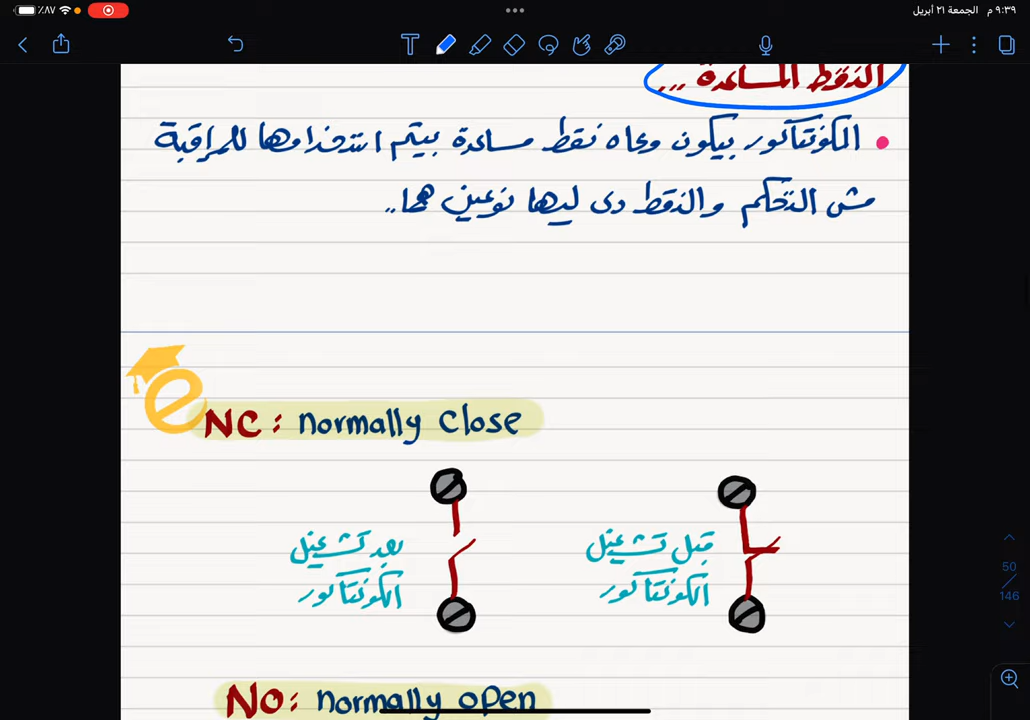 ٩:٣٩ م الجمعة ٢١ أبريل
٪٨٧
النقط المساعدة ...
الكونتاكتور بيكون معاه نقط مساعدة بيتم استخدامها للمراقبة
مش التحكم والنقط دى ليها نوعين هما..
NC: normally close
قبل تشغيل
الكونتاكتور
بعد تشغيل
الكونتاكتور
NO: normally open
50
146